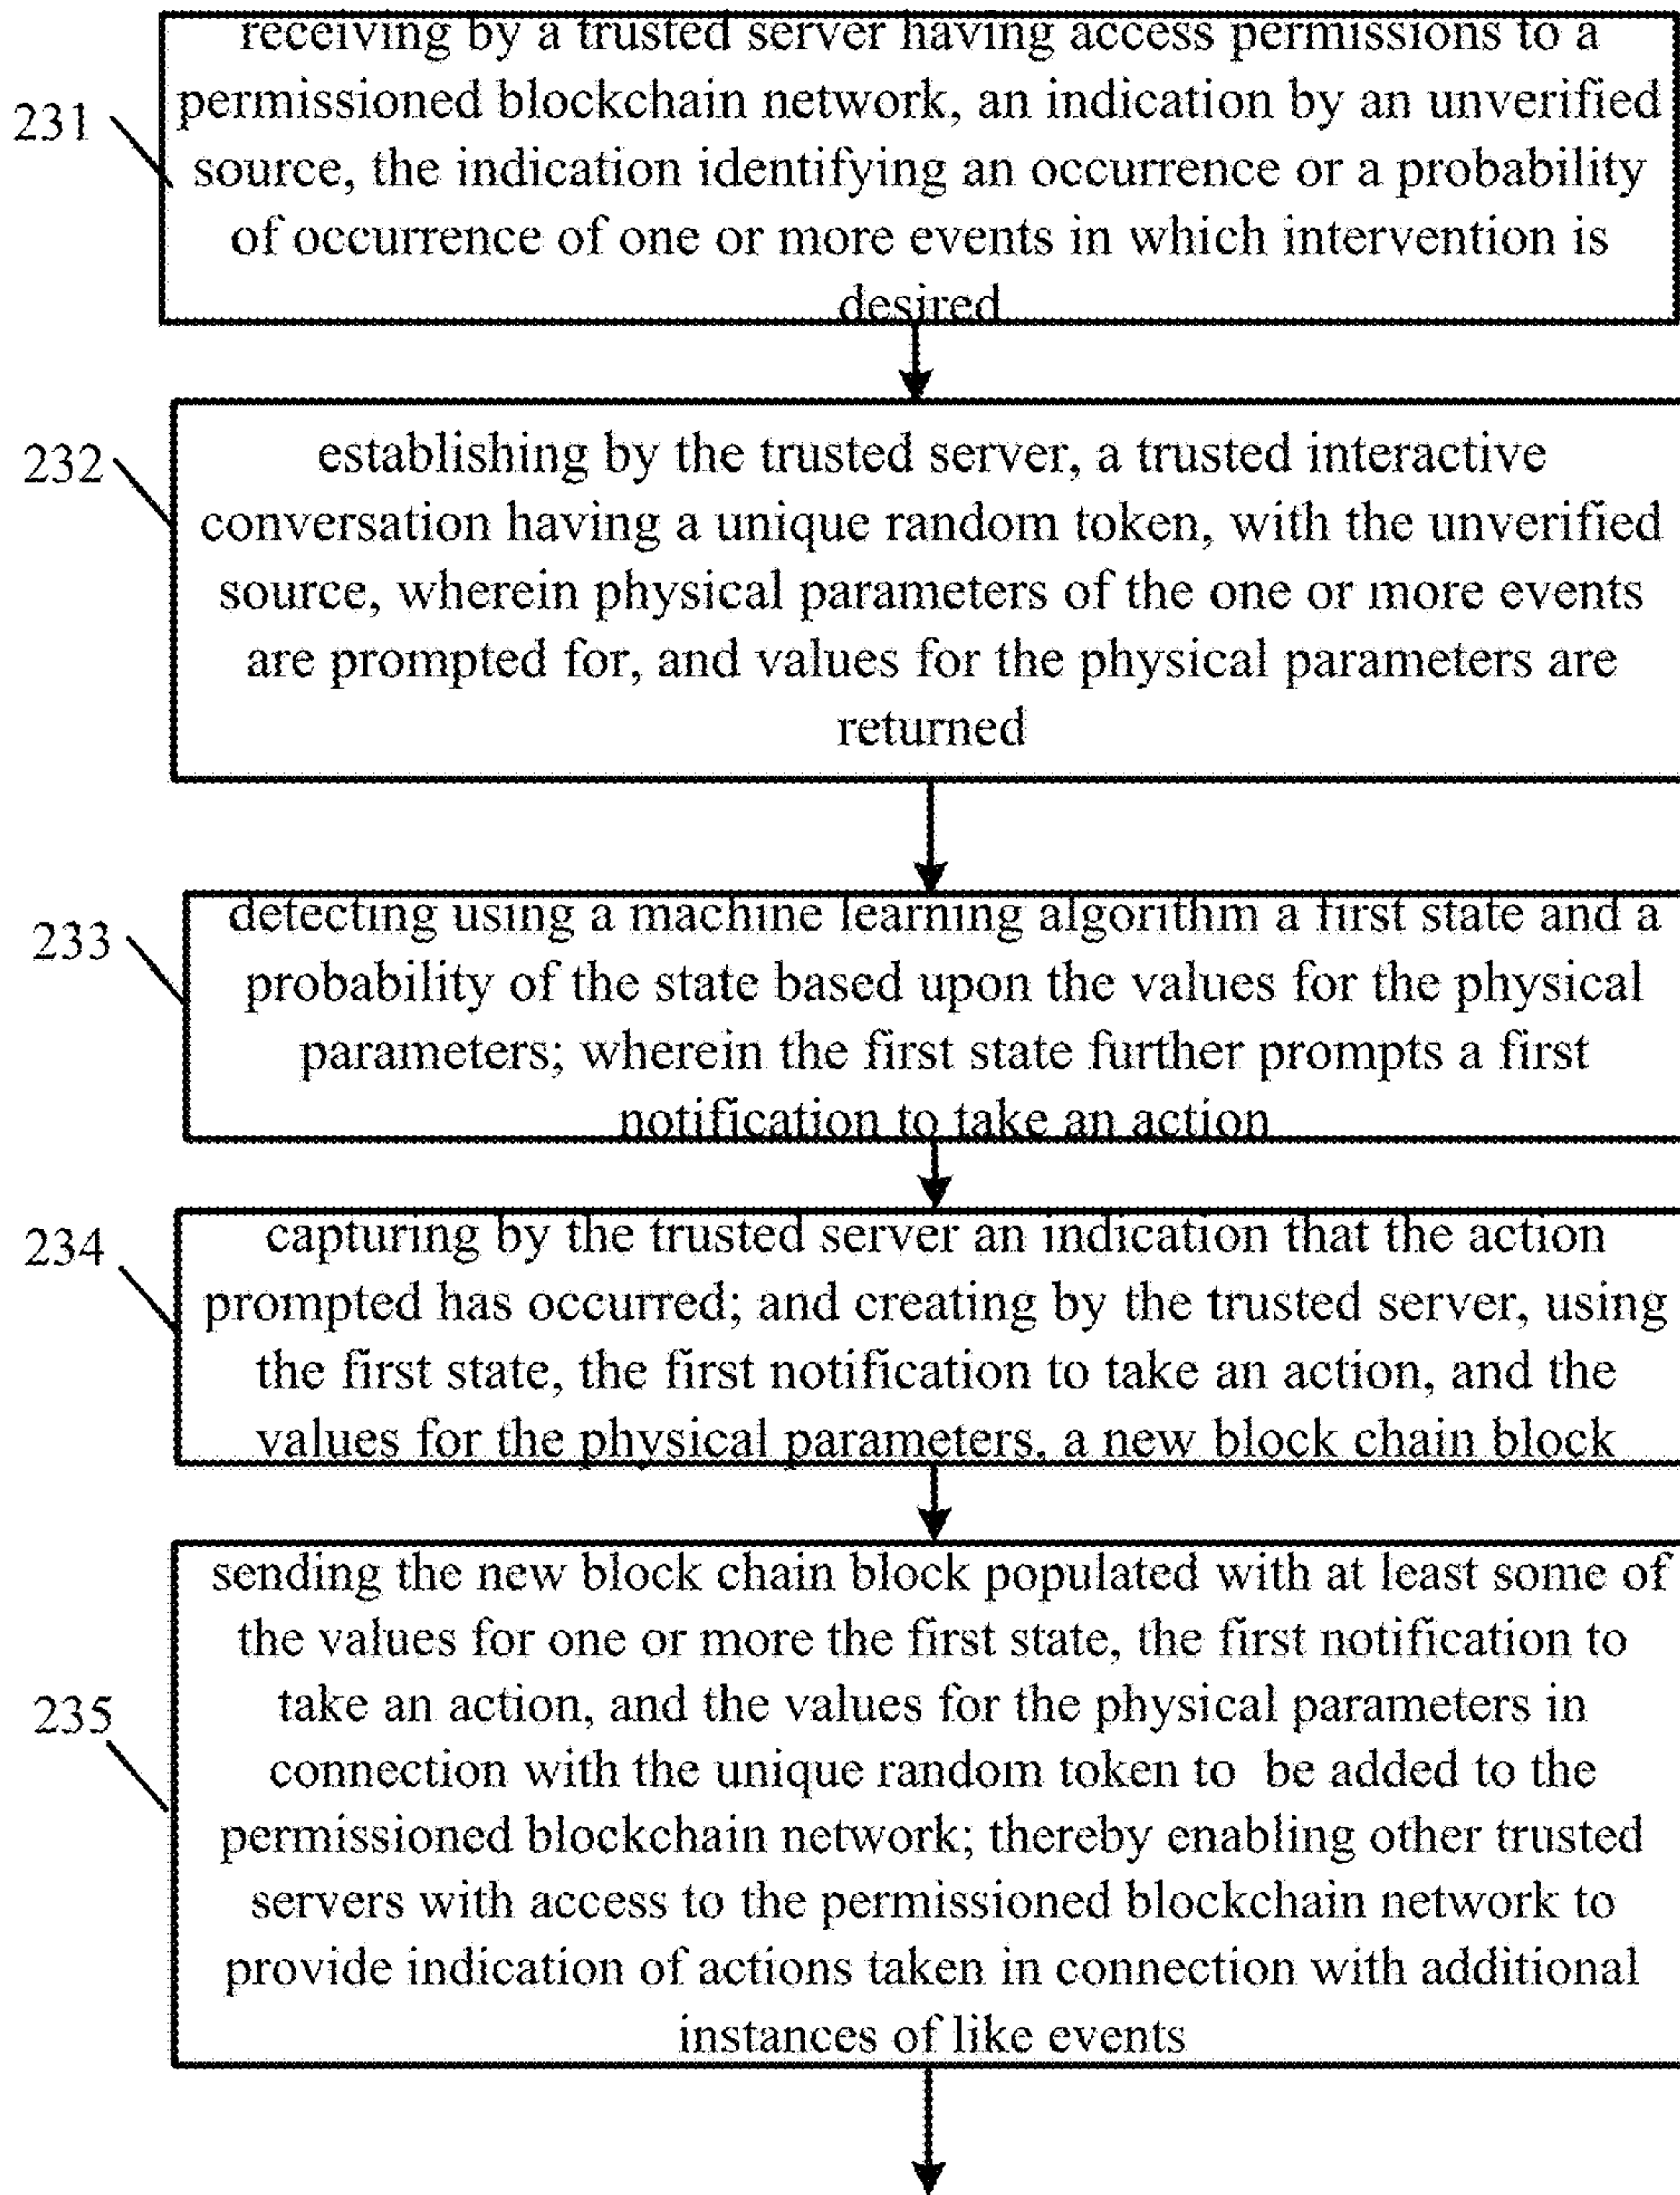 receiving by a trusted server having access permissions to a
231
permissioned blockchain network, an indication by an unverified
source, the indication identifying an occurrence or a probability
of occurrence of one or more events in which intervention is
desired
232
establishing by the trusted server, a trusted interactive
conversation having a unique random token, with the unverified
source, wherein physical parameters of the one or more events
are prompted for, and values for the physical parameters are
returned
233
detecting using a machine learning algorithm a first state and a
probability of the state based upon the values for the physical
parameters; wherein the first state further prompts a first
notification to take an action
234
capturing by the trusted server an indication that the action
prompted has occurred; and creating by the trusted server, using
the first state, the first notification to take an action, and the
values for the physical parameters, a new block chain block
235
sending the new block chain block populated with at least some of
the values for one or more the first state, the first notification to
take an action, and the values for the physical parameters in
connection with the unique random token to be added to the
permissioned blockchain network; thereby enabling other trusted
servers with access to the permissioned blockchain network to
provide indication of actions taken in connection with additional
instances of like events